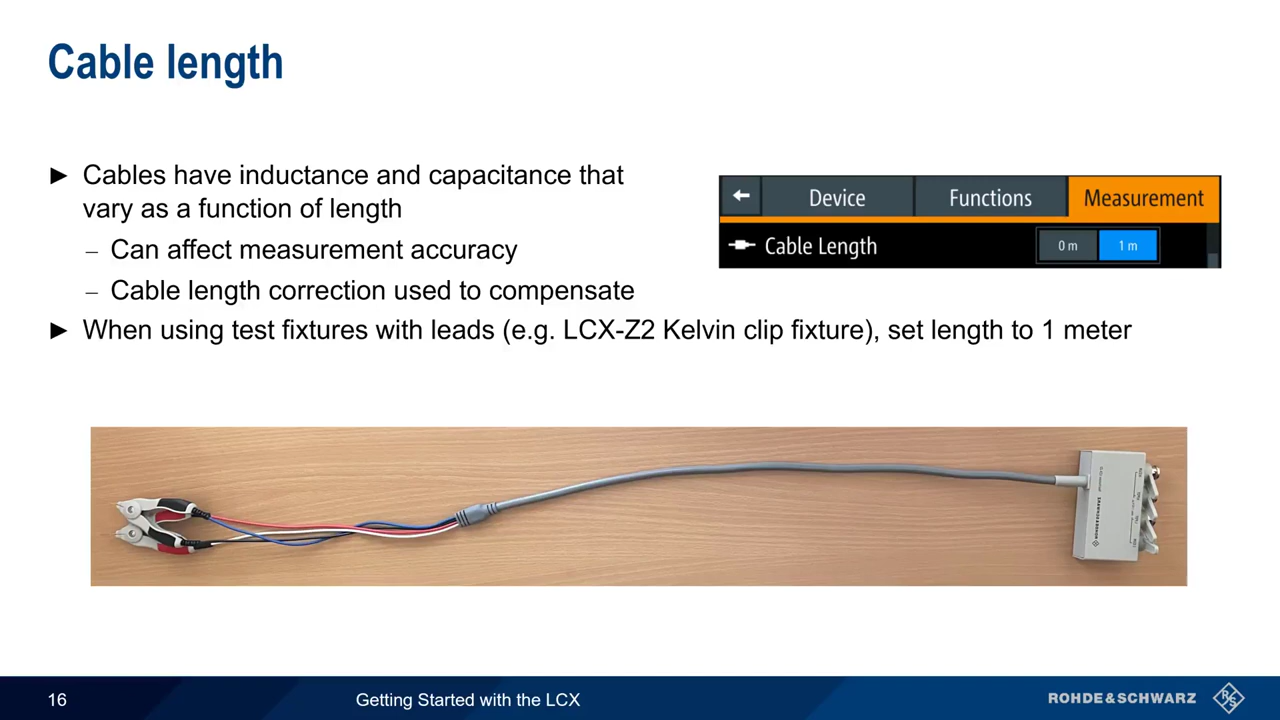 Cable length
► Cables have inductance and capacitance that
vary as a function of length
– Can affect measurement accuracy
– Cable length correction used to compensate
► When using test fixtures with leads (e.g. LCX-Z2 Kelvin clip fixture), set length to 1 meter
Device Functions Measurement
Cable Length 0 m 1 m
ROHDE&SCHWARZ
16 Getting Started with the LCX ROHDE&SCHWARZ